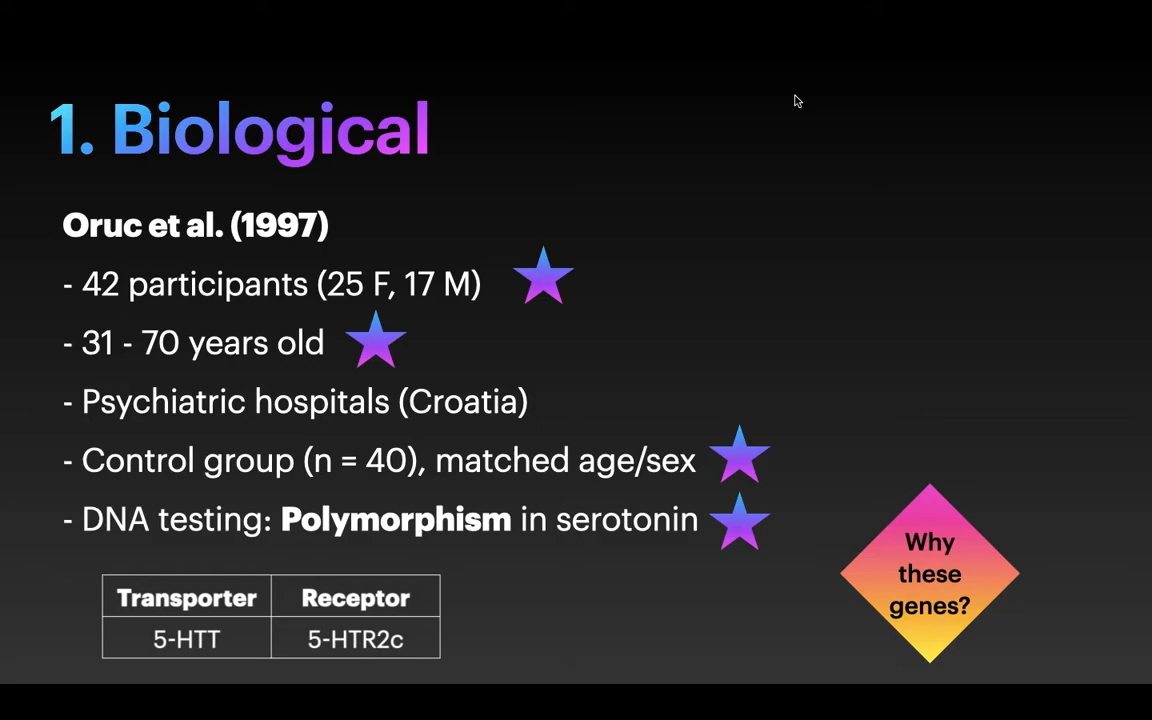 1. Biological
Oruc et al. (1997)
- 42 participants (25 F, 17 M)
- 31 - 70 years old
- Psychiatric hospitals (Croatia)
- Control group (n = 40), matched age/sex
- DNA testing: Polymorphism in serotonin
Transporter Receptor
5-HTT 5-HTR2c
Why
these
genes?